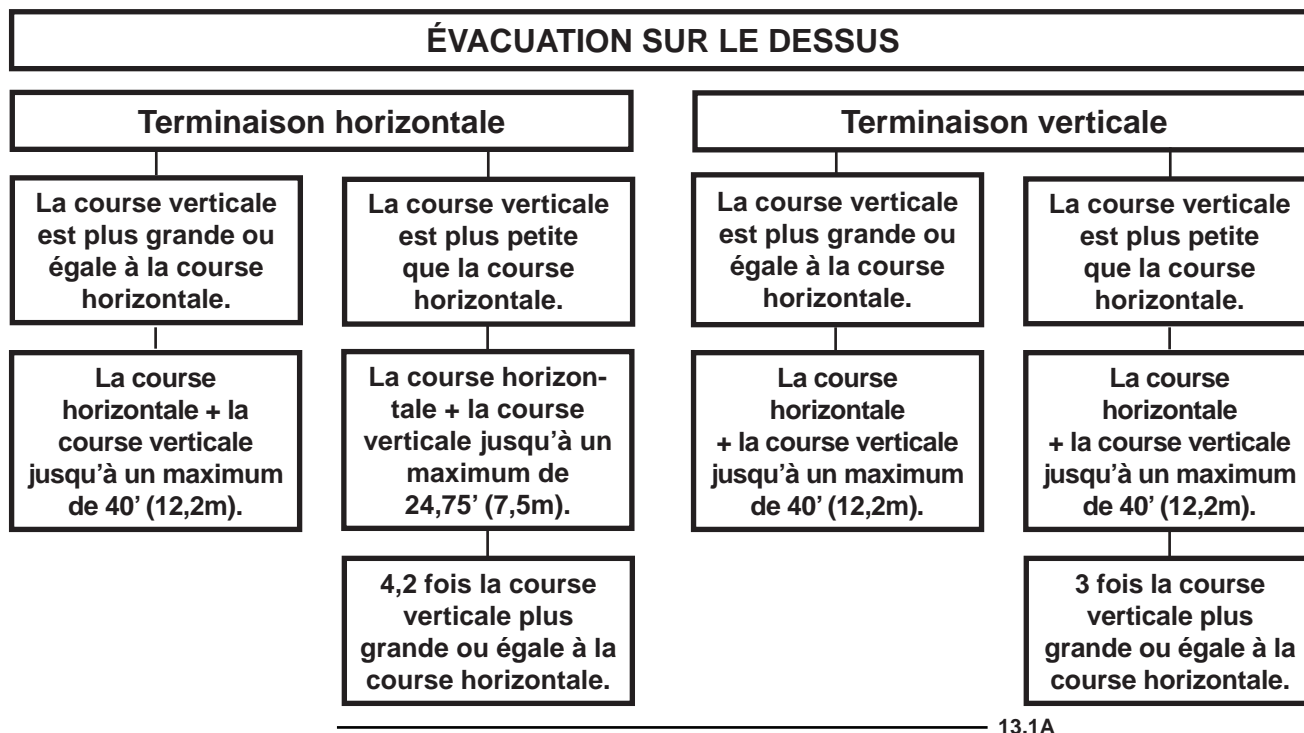 ÉVACUATION SUR LE DESSUS
Terminaison horizontale
La course verticale
est plus grande ou
égale à la course
horizontale.
La course
horizontale + la
course verticale
jusqu’à un maximum
de 40’ (12,2m).
La course verticale
est plus petite
que la course
horizontale.
La course horizon-
tale + la course
verticale jusqu’à un
maximum de
24,75’ (7,5m).
4,2 fois la course
verticale plus
grande ou égale à la
course horizontale.
Terminaison verticale
La course verticale
est plus grande ou
égale à la course
horizontale.
La course
horizontale
+ la course verticale
jusqu’à un maximum
de 40’ (12,2m).
La course verticale
est plus petite
que la course
horizontale.
La course
horizontale
+ la course verticale
jusqu’à un maximum
de 40’ (12,2m).
3 fois la course
verticale plus
grande ou égale à la
course horizontale.
13.1A